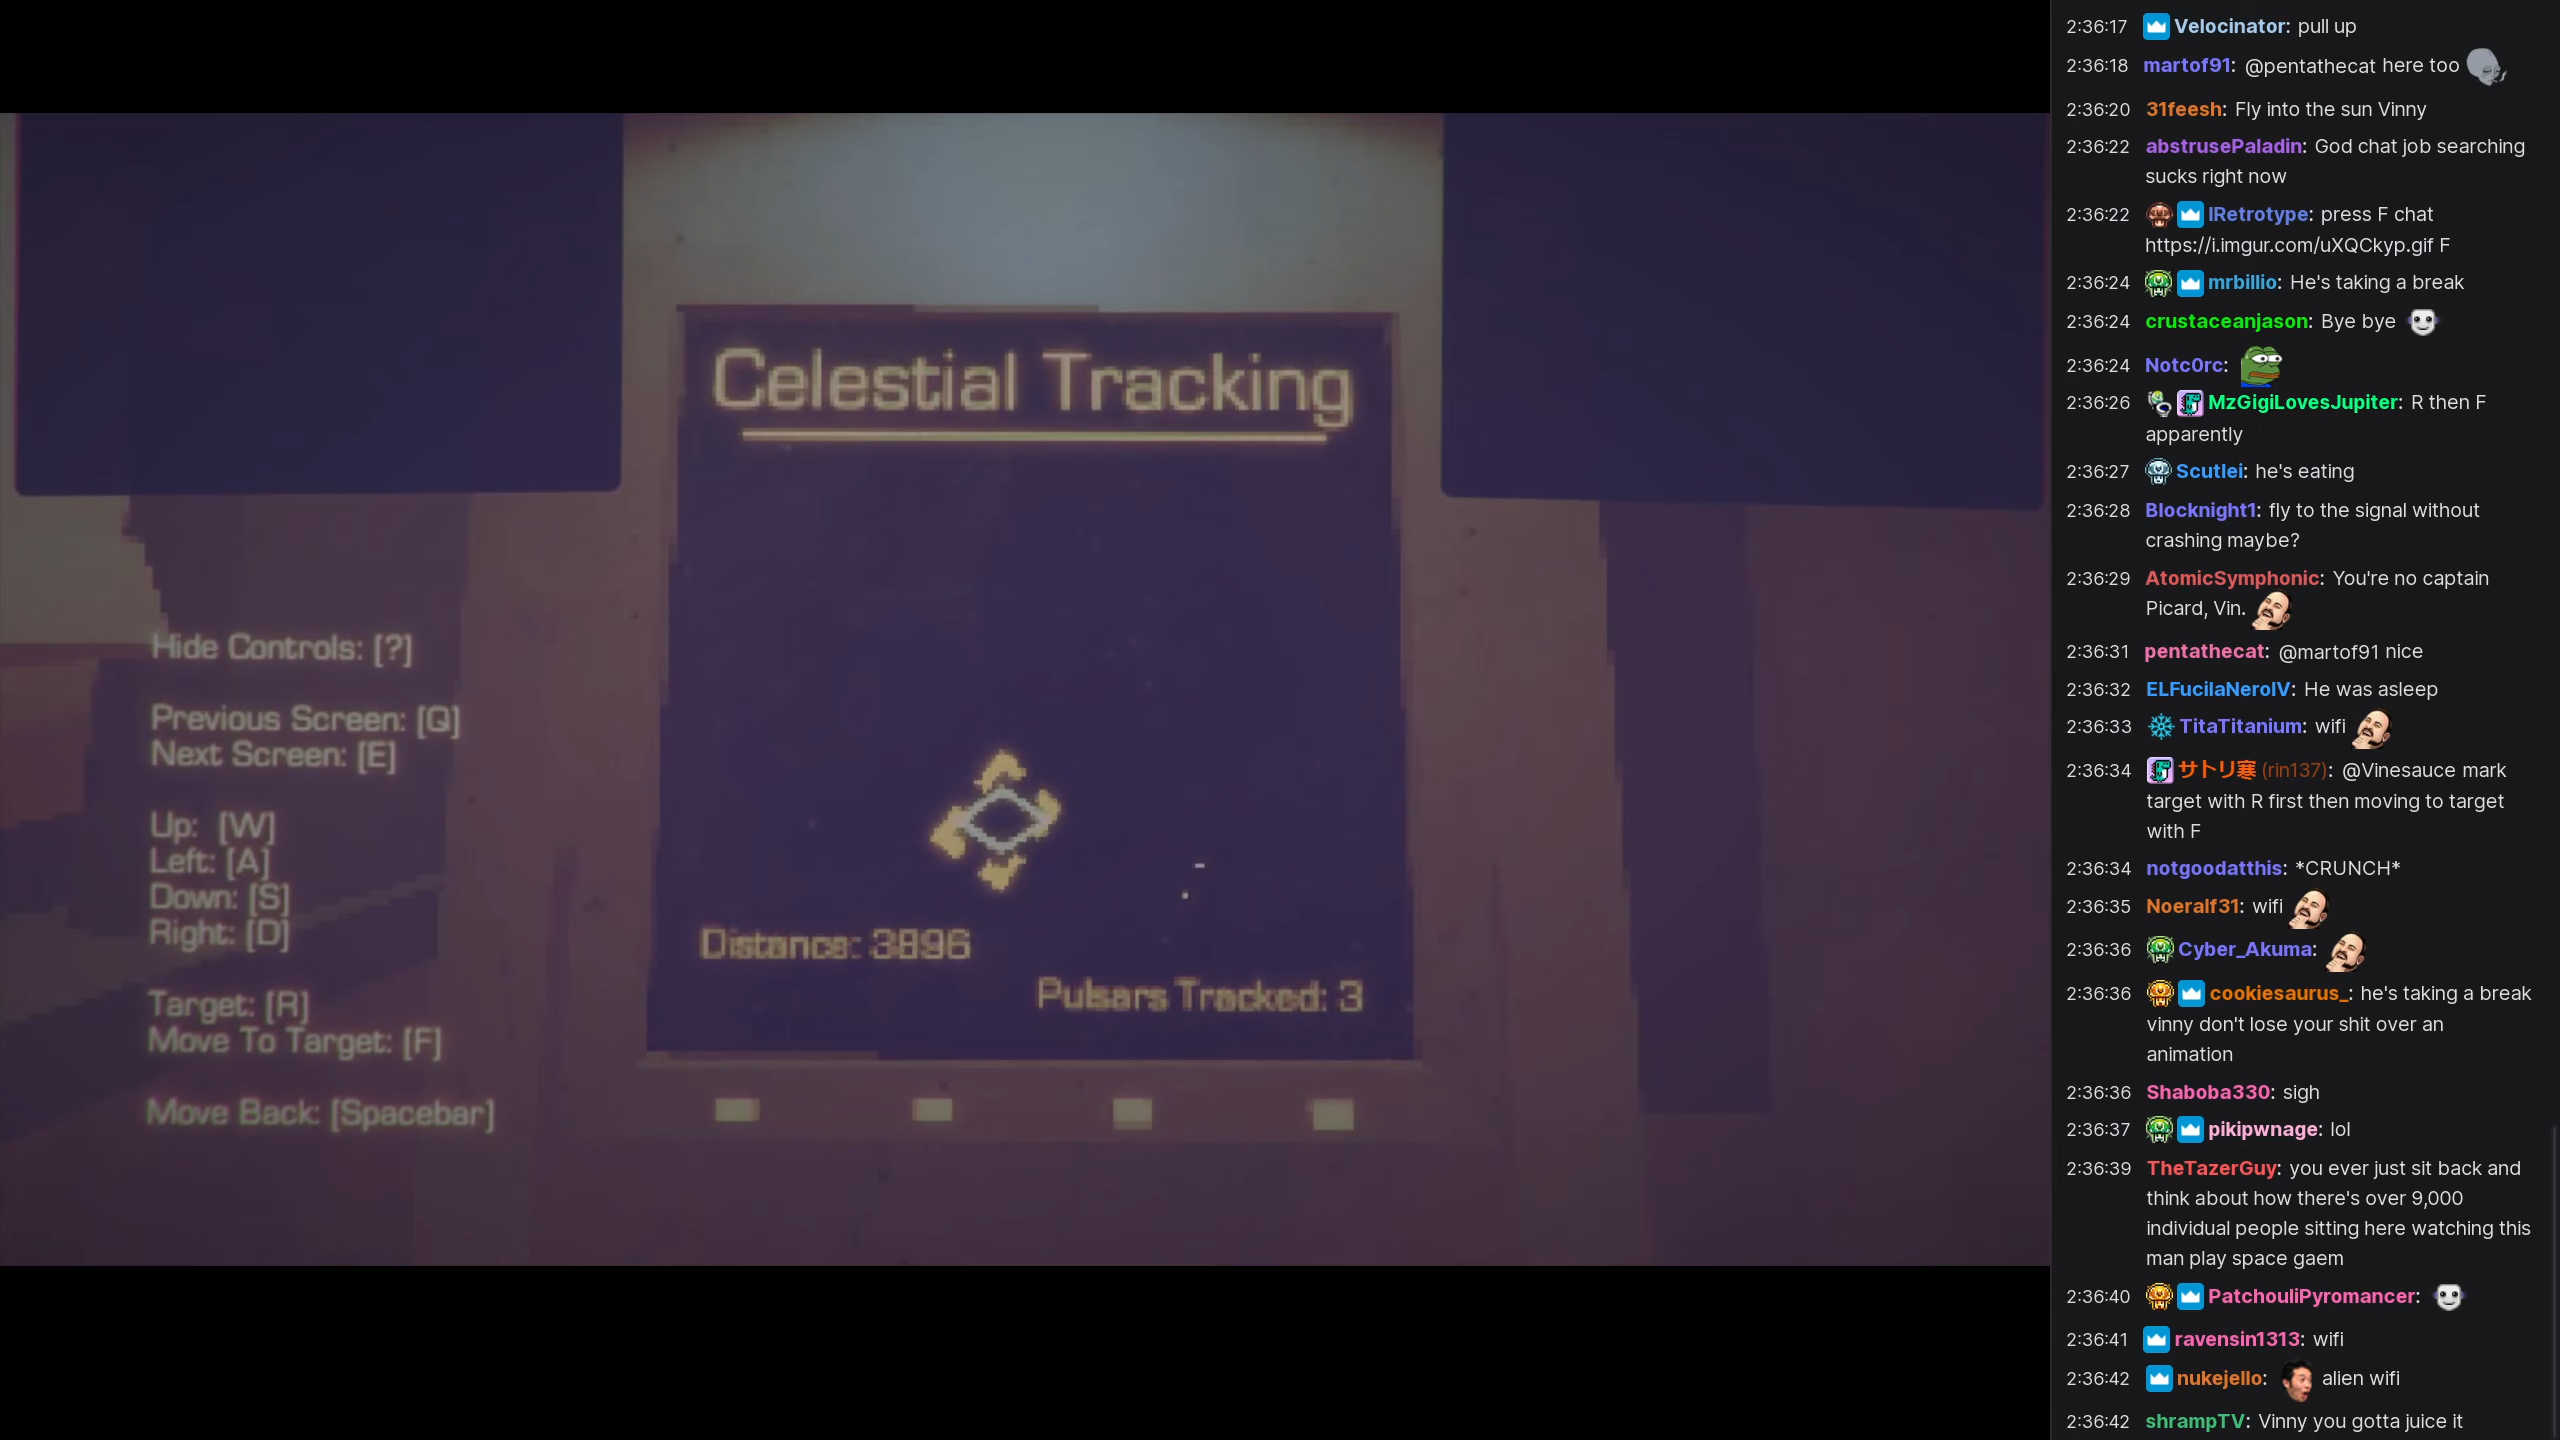 Celestial Tracking
Distance: 3896
Pulsars Tracked: 3
Hide Controls: [?]
Previous Screen: [Q]
Next Screen: [E]
Up: [W]
Left: [A]
Down: [S]
Right: [D]
Target: [R]
Move To Target: [F]
Move Back: [Spacebar]
2:36:17 Velocinator: pull up
2:36:18 martof91: @pentathecat here too
2:36:20 31feesh: Fly into the sun Vinny
2:36:22 abstrusePaladin: God chat job searching
sucks right now
2:36:22 IRetrotype: press F chat
https://i.imgur.com/uXQCkyp.gif F
2:36:24 mrbillio: He's taking a break
2:36:24 crustaceanjason: Bye bye
2:36:24 Notc0rc:
2:36:26 MzGigiLovesJupiter: R then F
apparently
2:36:27 Scutlei: he's eating
2:36:28 Blocknight1: fly to the signal without
crashing maybe?
2:36:29 AtomicSymphonic: You're no captain
Picard, Vin.
2:36:31 pentathecat: @martof91 nice
2:36:32 ELFucilaNeroIV: He was asleep
2:36:33 TitaTitanium: wifi
2:36:34 サトリ寒 (rin137): @Vinesauce mark
target with R first then moving to target
with F
2:36:34 notgoodatthis: *CRUNCH*
2:36:35 Noeralf31: wifi
2:36:36 Cyber_Akuma:
2:36:36 cookiesaurus_: he's taking a break
vinny don't lose your shit over an
animation
2:36:36 Shaboba330: sigh
2:36:37 pikipwnage: lol
2:36:39 TheTazerGuy: you ever just sit back and
think about how there's over 9,000
individual people sitting here watching this
man play space gaem
2:36:40 PatchouliPyromancer:
2:36:41 ravensin1313: wifi
2:36:42 nukejello: alien wifi
2:36:42 shrampTV: Vinny you gotta juice it